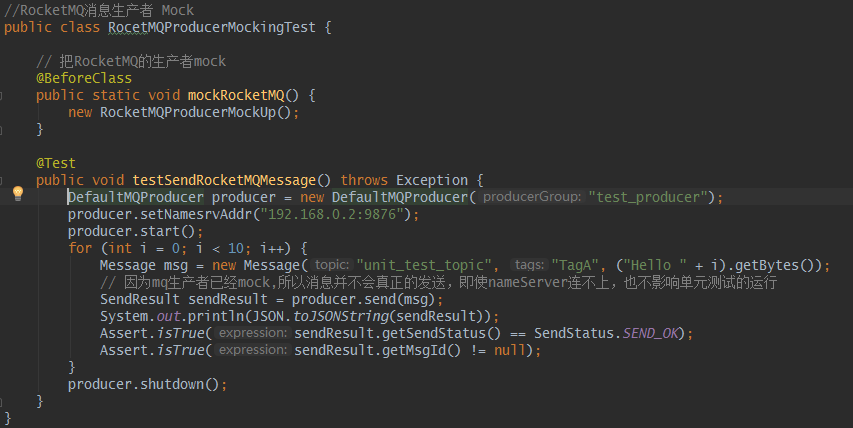 //RocketMQ消息生产者 Mock
public class RocetMQProducerMockingTest {
// 把RocketMQ的生产者mock
@BeforeClass
public static void mockRocketMQ() {
new RocketMQProducerMockUp();
}
@Test
public void testSendRocketMQMessage() throws Exception {
DefaultMQProducer producer = new DefaultMQProducer( producerGroup: "test_producer");
producer.setNamesrvAddr("192.168.0.2:9876");
producer.start();
for (int i = 0; i < 10; i++) {
Message msg = new Message( topic: "unit_test_topic", tags: "TagA", ("Hello " + i).getBytes());
// 因为mq生产者已经mock,所以消息并不会真正的发送，即使nameServer连不上，也不影响单元测试的运行
SendResult sendResult = producer.send(msg);
System.out.println(JSON.toJSONString(sendResult));
Assert.isTrue( expression: sendResult.getSendStatus() == SendStatus.SEND_OK);
Assert.isTrue( expression: sendResult.getMsgId() != null);
}
producer.shutdown();
}
}